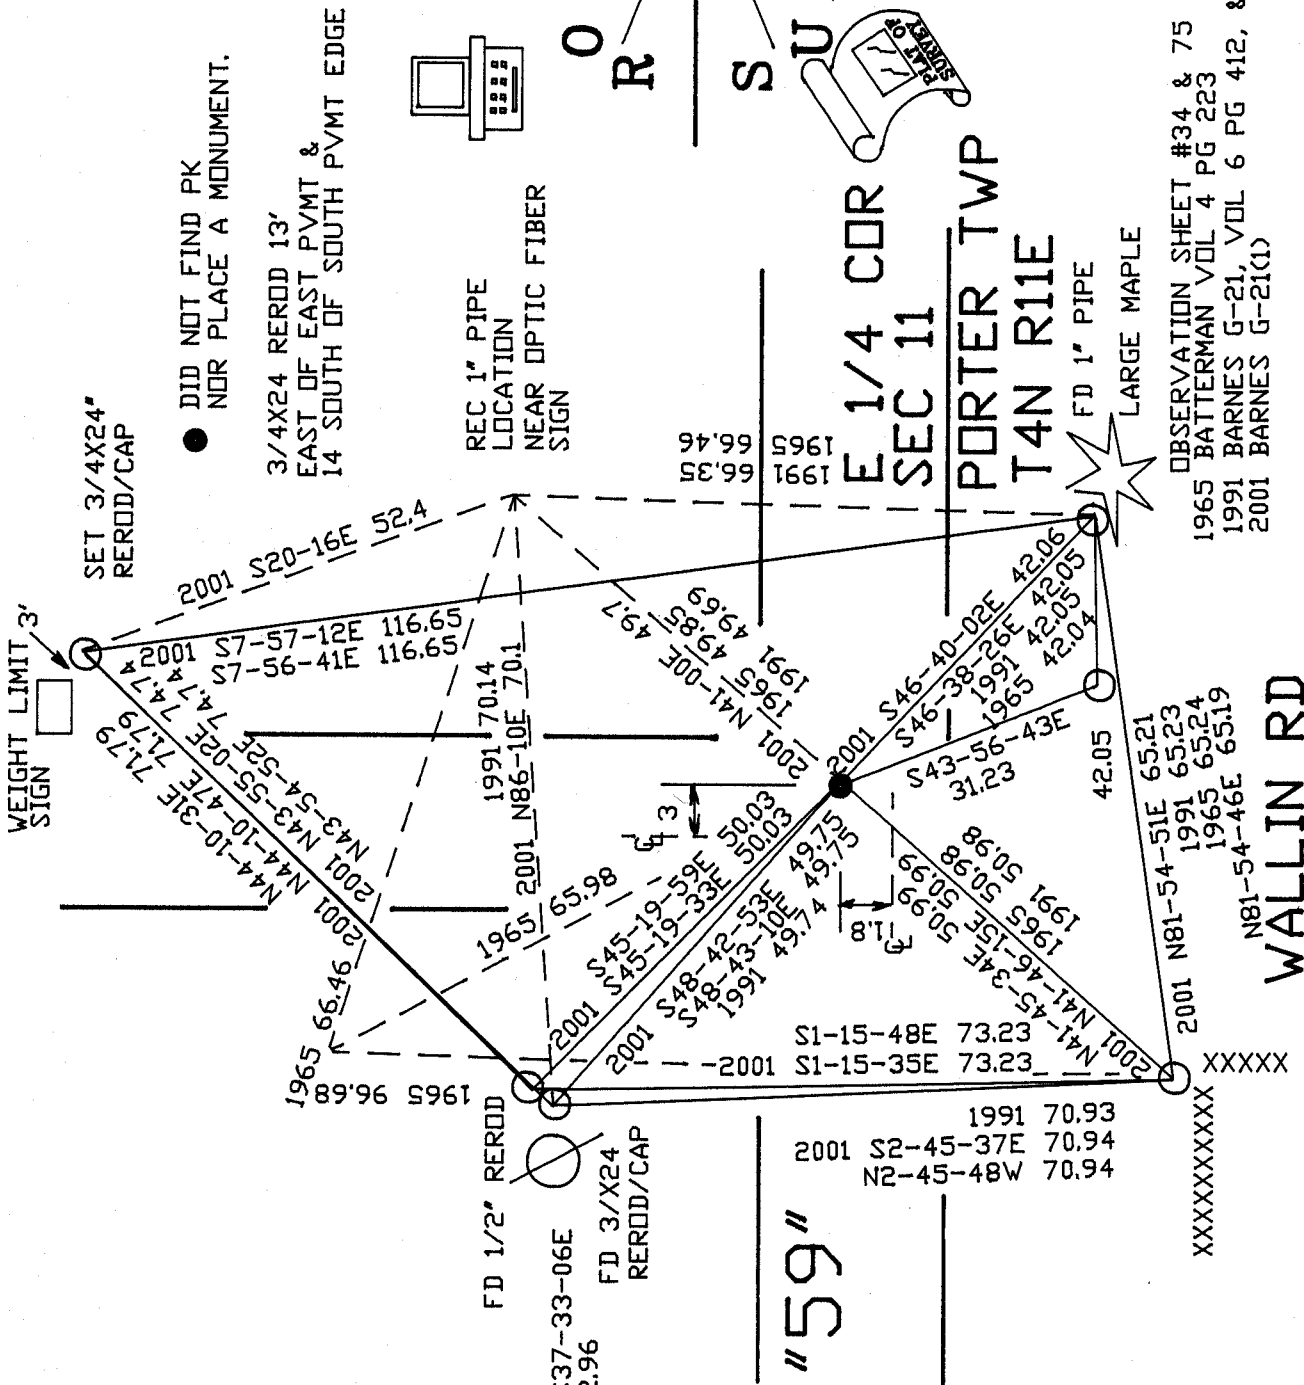 WEIGHT LIMIT 3'
SIGN
SET 3/4X24"
REROD/CAP
DID NOT FIND PK
NOR PLACE A MONUMENT.
3/4X24 REROD 13'
EAST OF EAST PVMT &
14 SOUTH OF SOUTH PVMT EDGE
REC 1" PIPE
LOCATION
NEAR OPTIC FIBER
SIGN
O
R
S
U
PLAT OF
SURVEY
E 1/4 COR
SEC 11
PORTER TWP
T4N R11E
FD 1" PIPE
LARGE MAPLE
OBSERVATION SHEET #34 & 75
1965 BATTERMAN VOL 4 PG 223
1991 BARNES G-21, VOL 6 PG 412, &
2001 BARNES G-21(1)
2001 S20-16E 52.4
2001 S7-57-12E 116.65
S7-56-41E 116.65
71.79
N44-10-31E 71.79
2001 N44-10-47E
N43-55-02E 74.74
2001 N43-54-52E 74.74
1991 70.14
2001 N86-10E 70.1
1965 66.46
1991 66.35
49.7
2001 N41-00E
1965 49.85
1991 49.69
2001 S46-40-02E 42.06
S46-38-26E 42.05
1991 42.05
1965 42.04
S43-56-43E
31.23
42.05
3
1.8
1965 65.98
1965 66.46
1965 96.68
2001 S45-19-59E 50.03
S45-19-33E 50.03
2001 S48-42-53E 49.75
S48-43-10E 49.75
1991 49.74
2001 N41-45-34E 50.99
N41-46-15E 50.99
1965 50.98
1991 50.98
S1-15-48E 73.23
2001 S1-15-35E 73.23
1991 70.93
2001 S2-45-37E 70.94
N2-45-48W 70.94
2001 N81-54-51E 65.21
1991 65.23
1965 65.24
N81-54-46E 65.19
WALLIN RD
XXXXX
XXXXXXXXXX
FD 1/2" REROD
FD 3/X24
REROD/CAP
37-33-06E
.96
"59"